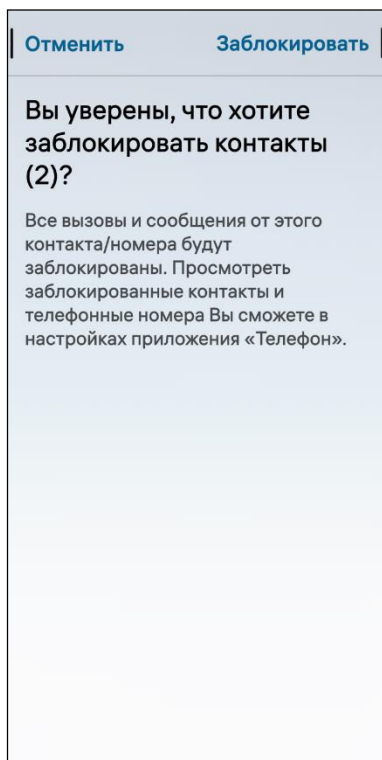 Отменить Заблокировать
Вы уверены, что хотите
заблокировать контакты
(2)?
Все вызовы и сообщения от этого
контакта/номера будут
заблокированы. Просмотреть
заблокированные контакты и
телефонные номера Вы сможете в
настройках приложения «Телефон».